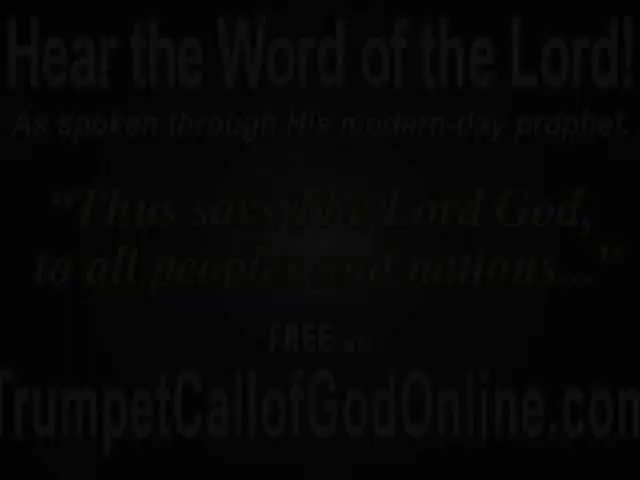 Hear the Word of the Lord!
As spoken through His modern-day prophet.
"Thus says the Lord God,
to all peoples and nations..."
FREE at:
TrumpetCallofGodOnline.com